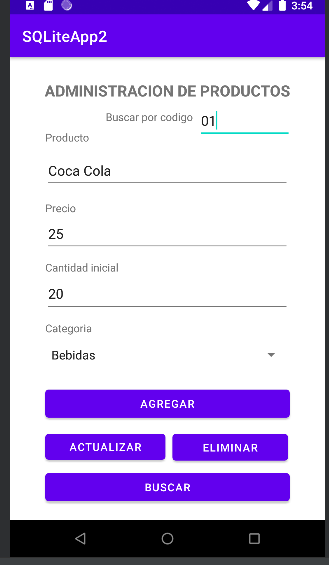 3:54
SQLiteApp2
ADMINISTRACION DE PRODUCTOS
Buscar por codigo 01
Producto
Coca Cola
Precio
25
Cantidad inicial
20
Categoria
Bebidas
AGREGAR
ACTUALIZAR ELIMINAR
BUSCAR